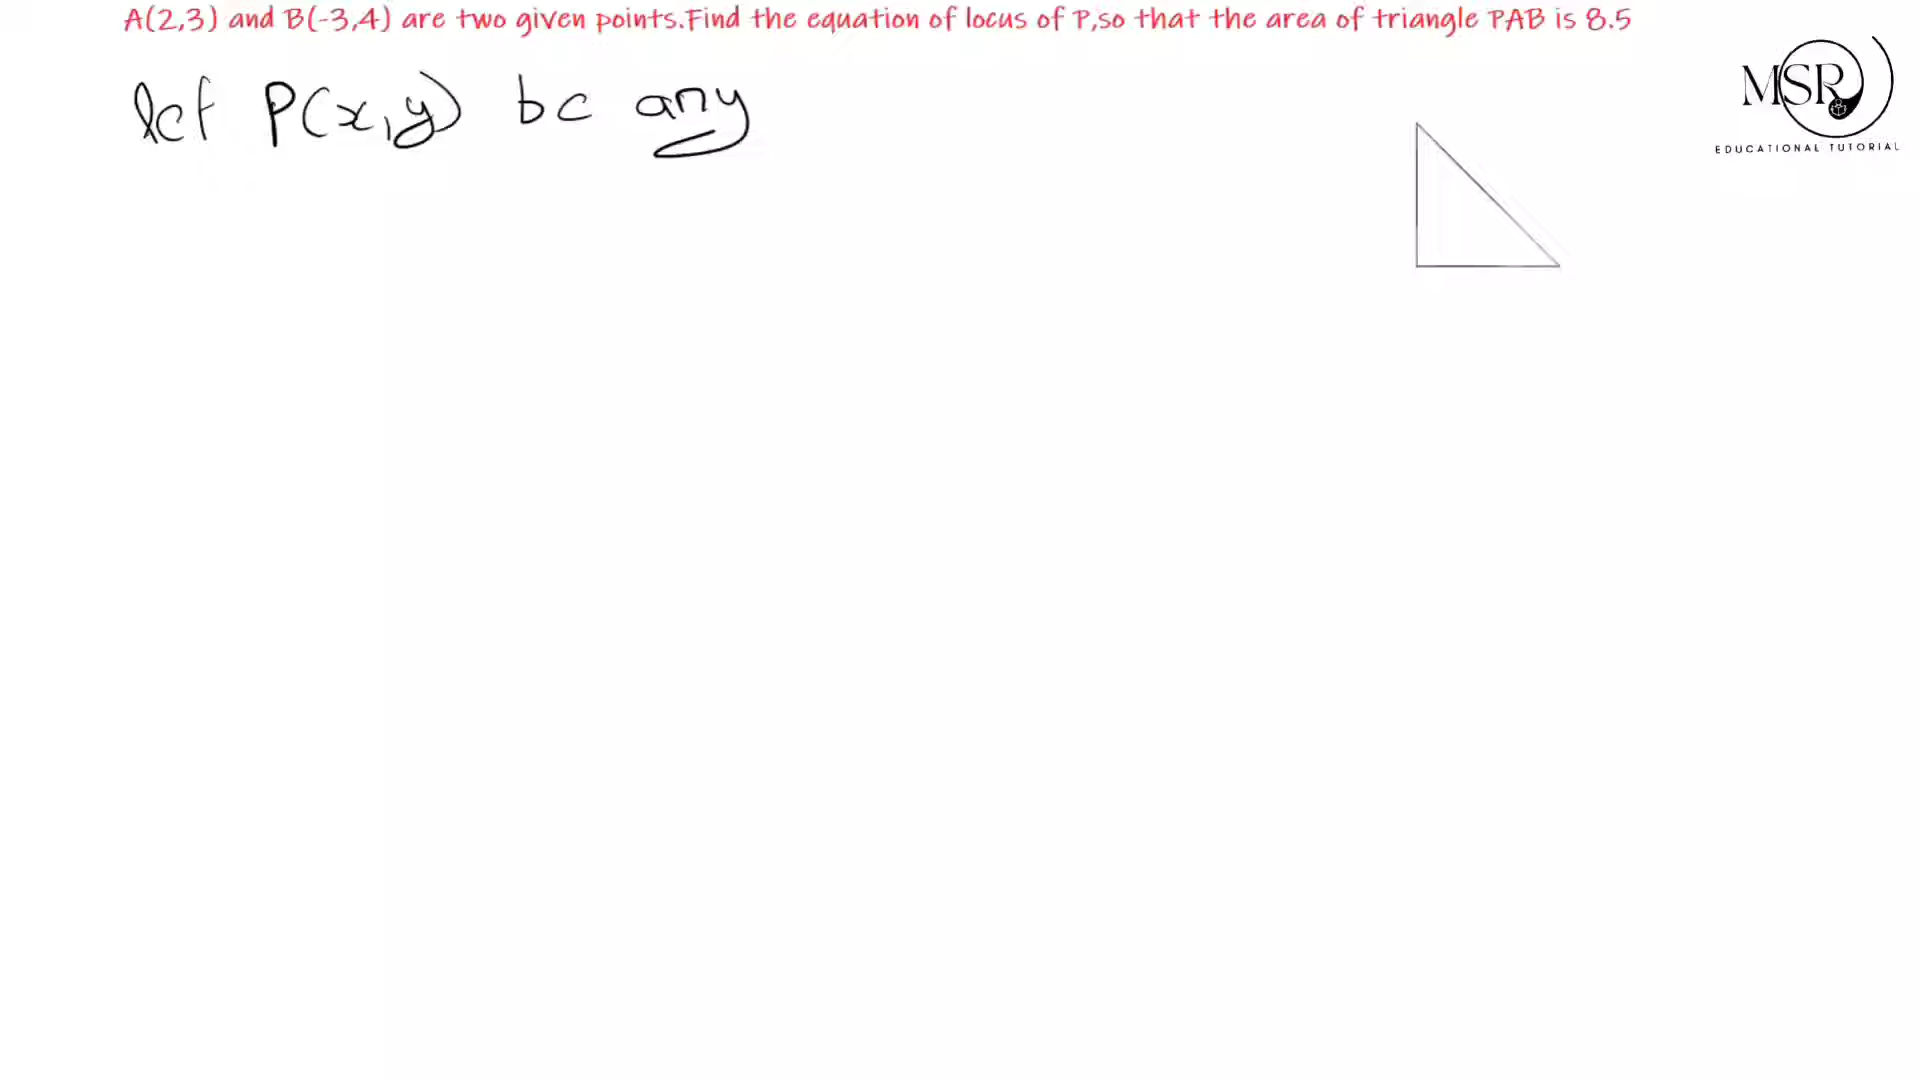 A(2,3) and B(-3,4) are two given points.Find the equation of locus of P,so that the area of triangle PAB is 8.5
let P(x,y) be any
MSR
EDUCATIONAL TUTORIAL